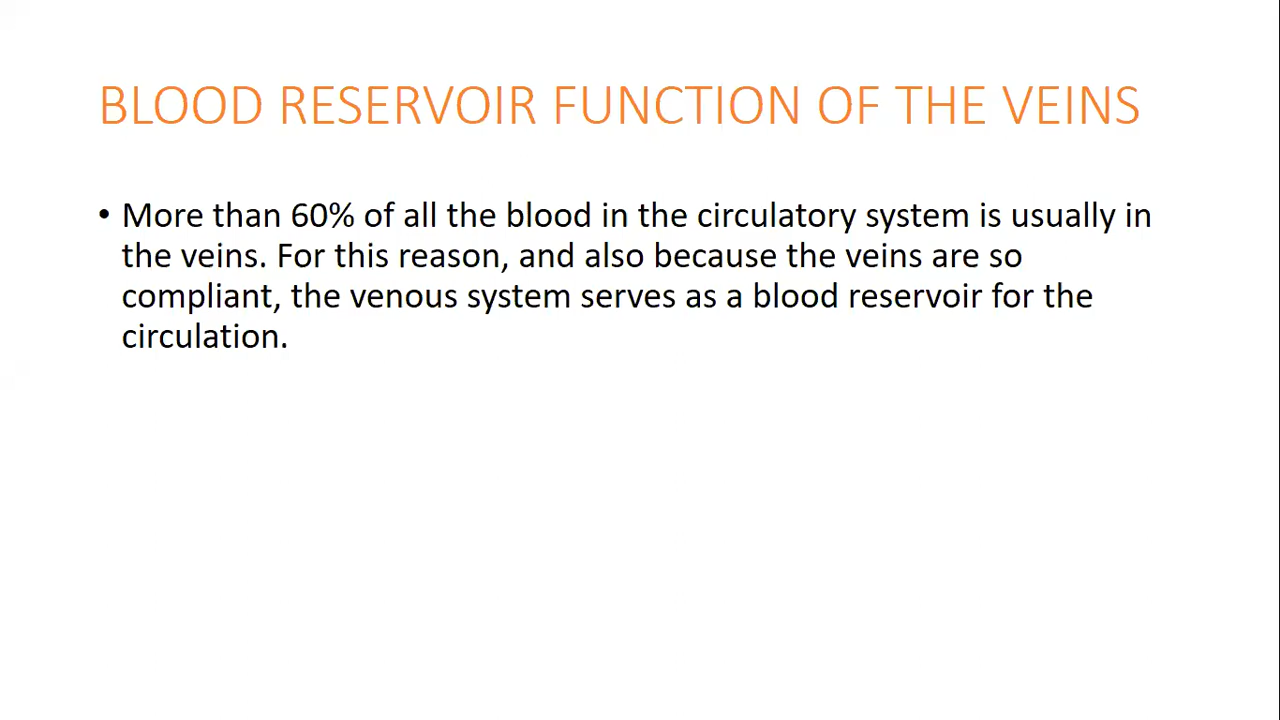 BLOOD RESERVOIR FUNCTION OF THE VEINS
• More than 60% of all the blood in the circulatory system is usually in
the veins. For this reason, and also because the veins are so
compliant, the venous system serves as a blood reservoir for the
circulation.